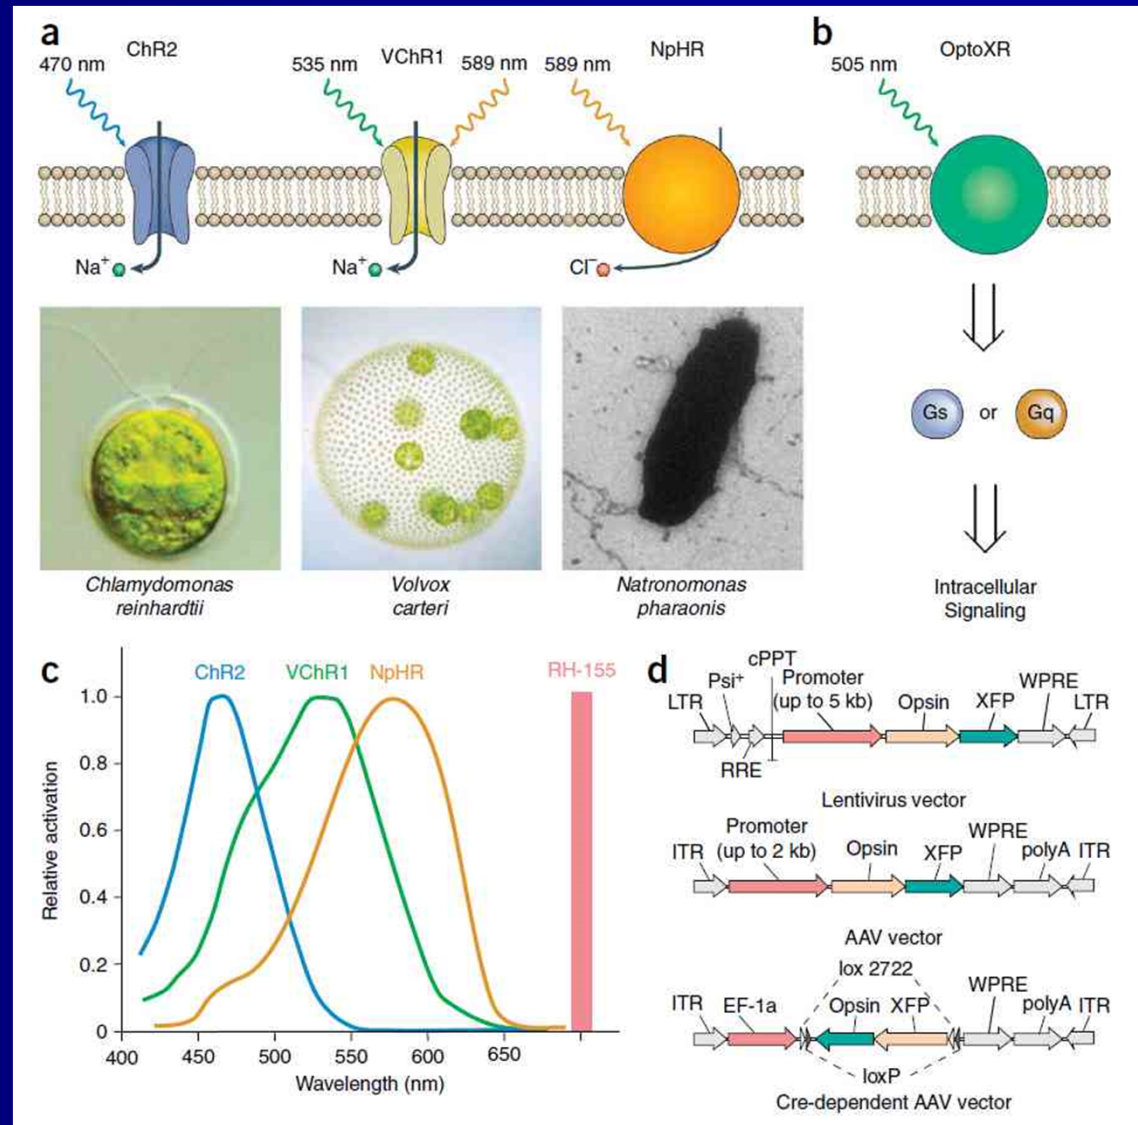 a
ChR2
470 nm
535 nm
VChR1
589 nm
589 nm
NpHR
Na+
Na+
Cl−
b
OptoXR
505 nm
Gs or Gq
Intracellular
Signaling
Chlamydomonas
reinhardtii
Volvox
carteri
Natronomonas
pharaonis
c
ChR2
VChR1
NpHR
RH-155
Relative activation
1.0
0.8
0.6
0.4
0.2
0
400
450
500
550
600
650
Wavelength (nm)
d
LTR
Psi+
RRE
cPPT
Promoter
(up to 5 kb)
Opsin
XFP
WPRE
LTR
Lentivirus vector
ITR
Promoter
(up to 2 kb)
Opsin
XFP
WPRE
polyA
ITR
AAV vector
lox 2722
ITR
EF-1a
Opsin
XFP
WPRE
polyA
ITR
loxP
Cre-dependent AAV vector